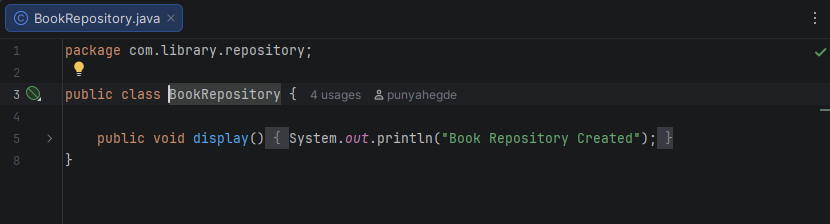 BookRepository.java
1 package com.library.repository;
2
3 public class BookRepository { 4 usages punyahegde
4
5 public void display() { System.out.println("Book Repository Created"); }
8 }